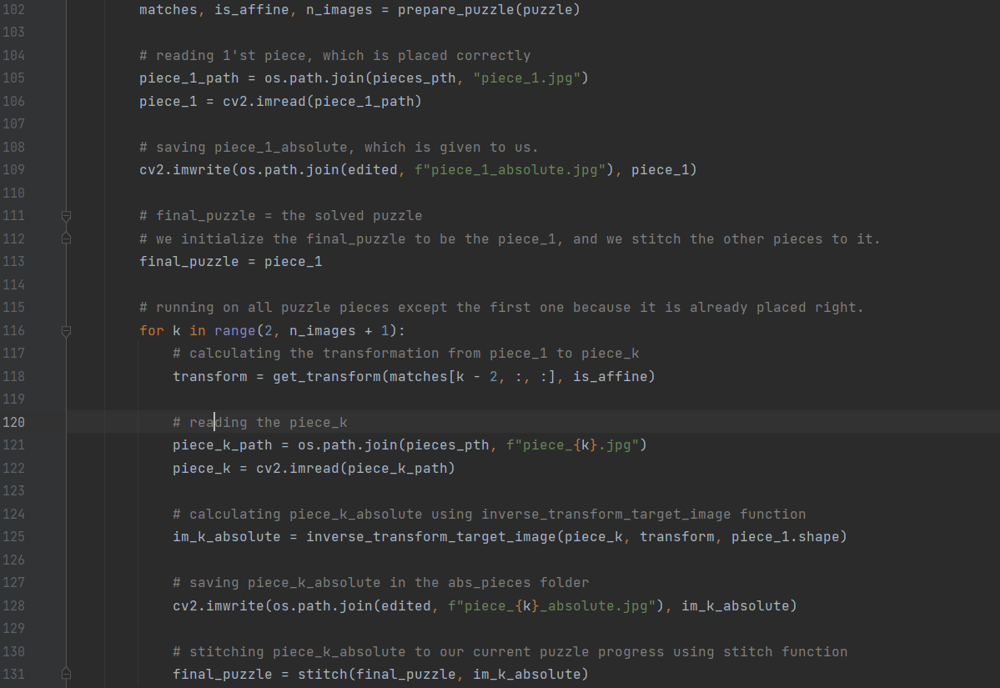 102 matches, is_affine, n_images = prepare_puzzle(puzzle)
103
104 # reading 1'st piece, which is placed correctly
105 piece_1_path = os.path.join(pieces_pth, "piece_1.jpg")
106 piece_1 = cv2.imread(piece_1_path)
107
108 # saving piece_1_absolute, which is given to us.
109 cv2.imwrite(os.path.join(edited, f"piece_1_absolute.jpg"), piece_1)
110
111 # final_puzzle = the solved puzzle
112 # we initialize the final_puzzle to be the piece_1, and we stitch the other pieces to it.
113 final_puzzle = piece_1
114
115 # running on all puzzle pieces except the first one because it is already placed right.
116 for k in range(2, n_images + 1):
117 # calculating the transformation from piece_1 to piece_k
118 transform = get_transform(matches[k - 2, :, :], is_affine)
119
120 # reading the piece_k
121 piece_k_path = os.path.join(pieces_pth, f"piece_{k}.jpg")
122 piece_k = cv2.imread(piece_k_path)
123
124 # calculating piece_k_absolute using inverse_transform_target_image function
125 im_k_absolute = inverse_transform_target_image(piece_k, transform, piece_1.shape)
126
127 # saving piece_k_absolute in the abs_pieces folder
128 cv2.imwrite(os.path.join(edited, f"piece_{k}_absolute.jpg"), im_k_absolute)
129
130 # stitching piece_k_absolute to our current puzzle progress using stitch function
131 final_puzzle = stitch(final_puzzle, im_k_absolute)